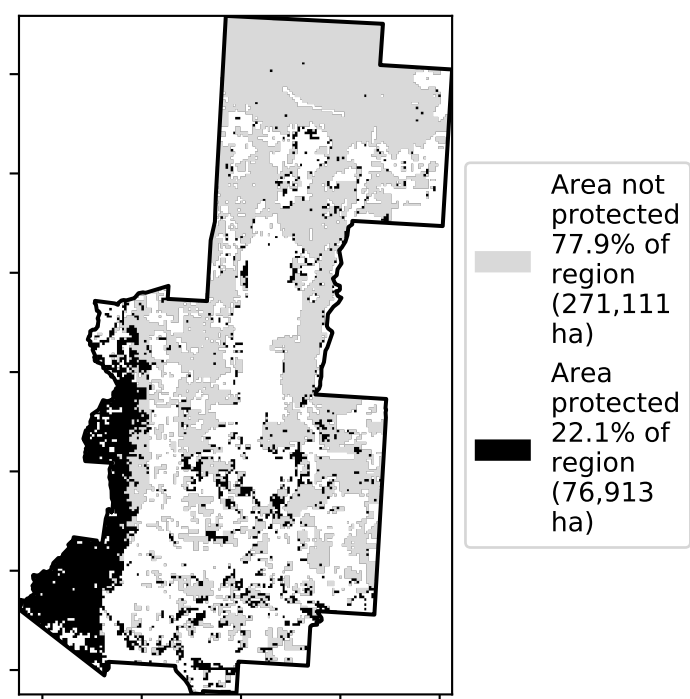 Area not
protected
77.9% of
region
(271,111
ha)
Area
protected
22.1% of
region
(76,913
ha)